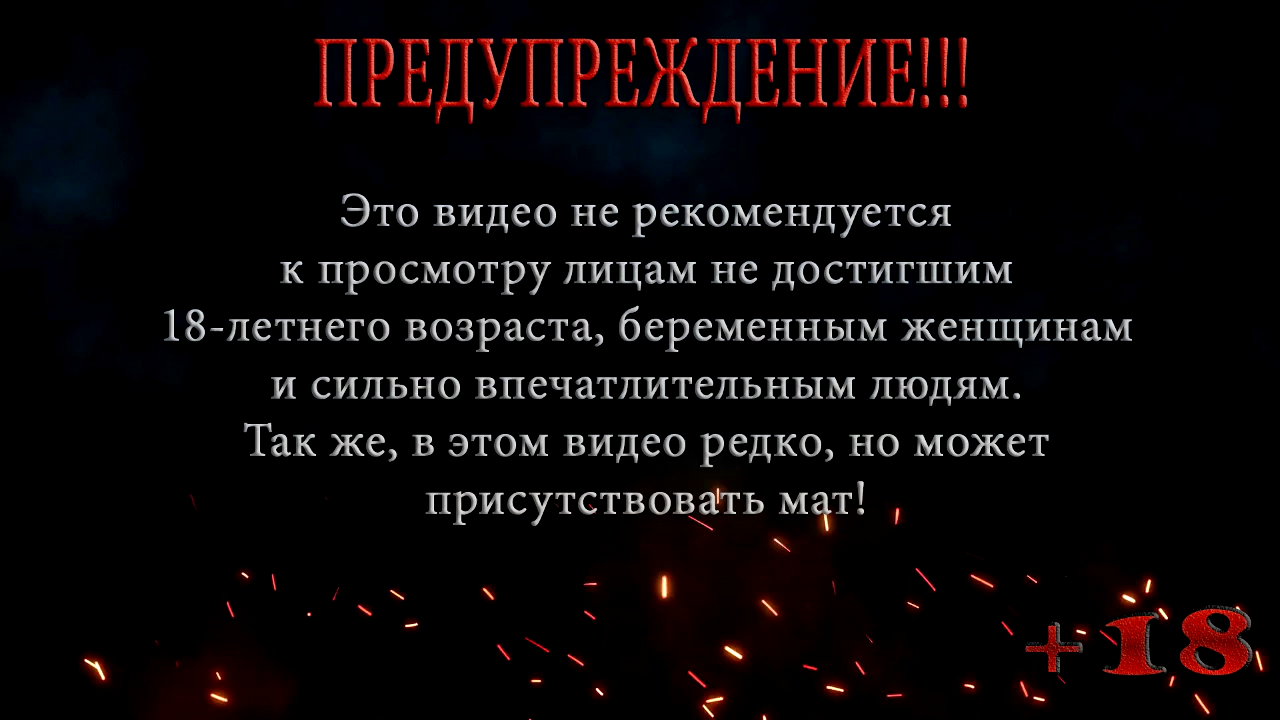 ПРЕДУПРЕЖДЕНИЕ!!!
Это видео не рекомендуется
к просмотру лицам не достигшим
18-летнего возраста, беременным женщинам
и сильно впечатлительным людям.
Так же, в этом видео редко, но может
присутствовать мат!
+18